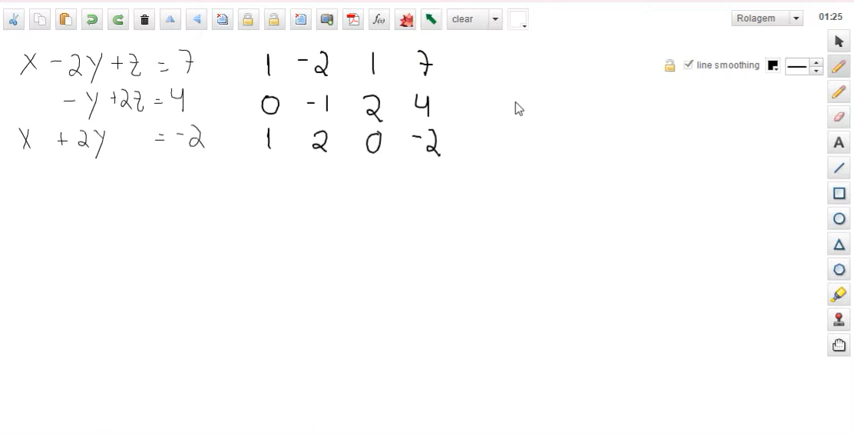 clear Rolagem 01:25
x - 2y + z = 7 1 -2 1 7
line smoothing
- y + 2z = 4 0 -1 2 4
x + 2y = -2 1 2 0 -2